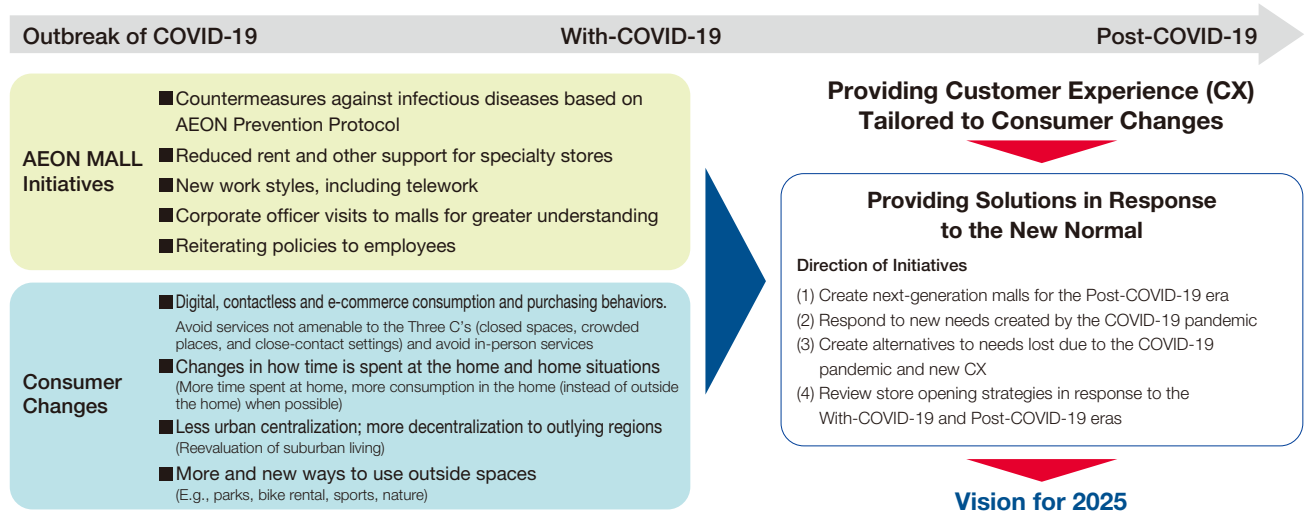 Outbreak of COVID-19
With-COVID-19
Post-COVID-19
AEON MALL
Initiatives
■Countermeasures against infectious diseases based on
AEON Prevention Protocol
■Reduced rent and other support for specialty stores
■New work styles, including telework
■Corporate officer visits to malls for greater understanding
■Reiterating policies to employees
Consumer
Changes
■Digital, contactless and e-commerce consumption and purchasing behaviors.
Avoid services not amenable to the Three C's (closed spaces, crowded
places, and close-contact settings) and avoid in-person services
■Changes in how time is spent at the home and home situations
(More time spent at home, more consumption in the home (instead of outside
the home) when possible)
■Less urban centralization; more decentralization to outlying regions
(Reevaluation of suburban living)
■More and new ways to use outside spaces
(E.g., parks, bike rental, sports, nature)
Providing Customer Experience (CX)
Tailored to Consumer Changes
Providing Solutions in Response
to the New Normal
Direction of Initiatives
(1) Create next-generation malls for the Post-COVID-19 era
(2) Respond to new needs created by the COVID-19 pandemic
(3) Create alternatives to needs lost due to the COVID-19
pandemic and new CX
(4) Review store opening strategies in response to the
With-COVID-19 and Post-COVID-19 eras
Vision for 2025